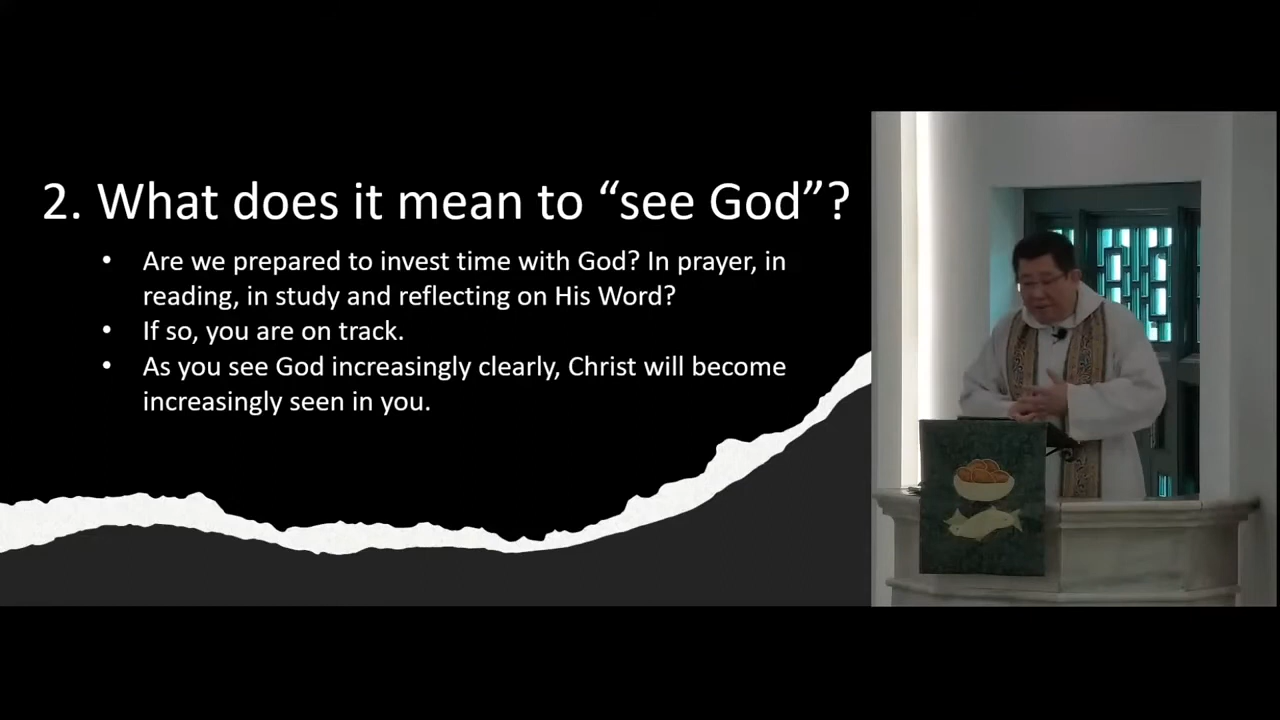 2. What does it mean to “see God”?
• Are we prepared to invest time with God? In prayer, in
reading, in study and reflecting on His Word?
• If so, you are on track.
• As you see God increasingly clearly, Christ will become
increasingly seen in you.